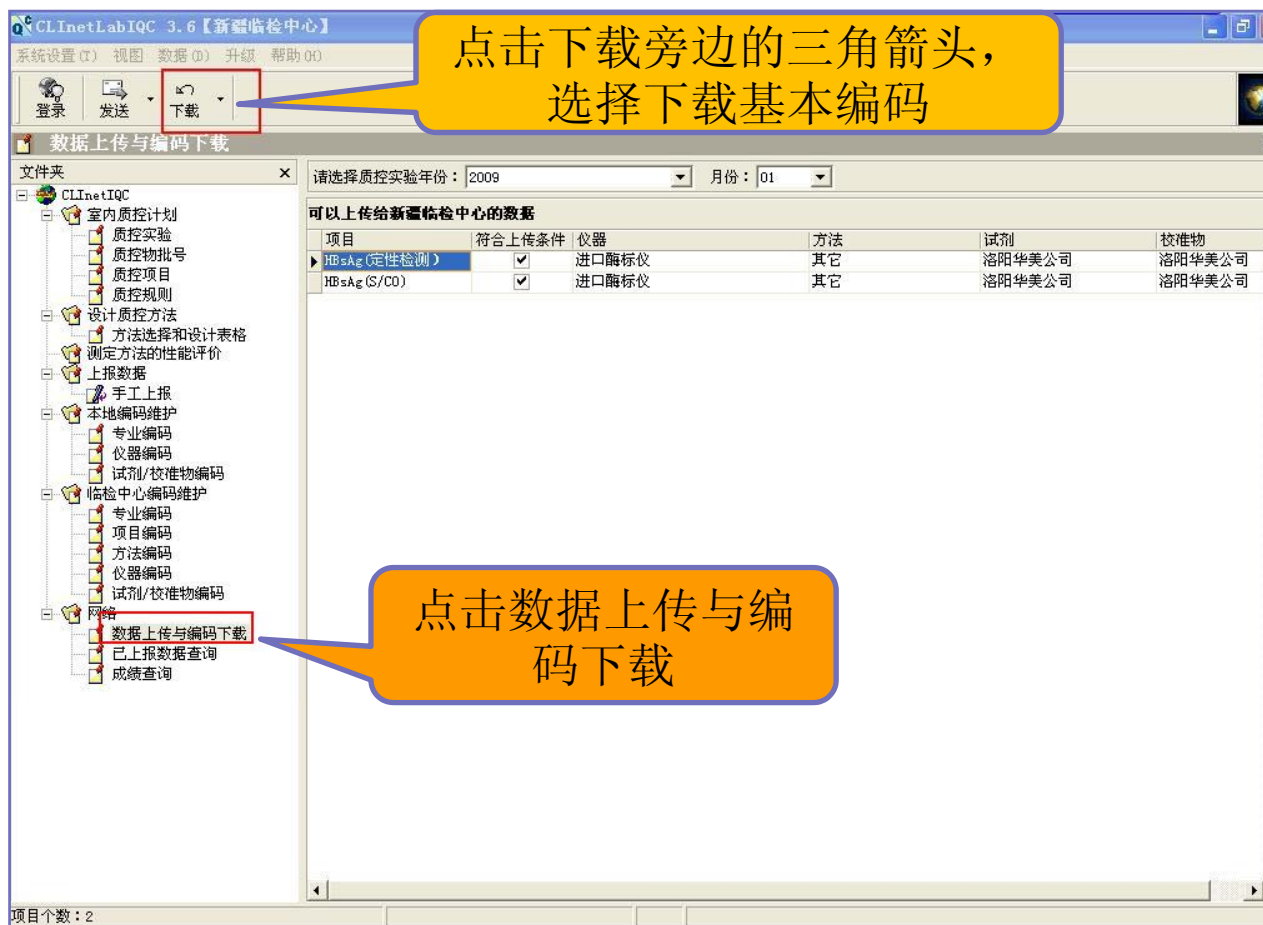 CLInetLabIQC 3.6【新疆临检中心】
系统设置(T) 视图 数据(D) 升级 帮助(H)
点击下载旁边的三角箭头，
选择下载基本编码
登录 发送 下载
数据上传与编码下载
文件夹
请选择质控实验年份： 2009 月份： 01
CLInetIQC
室内质控计划
质控实验
质控物批号
质控项目
质控规则
设计质控方法
方法选择和设计表格
测定方法的性能评价
上报数据
手工上报
本地编码维护
专业编码
仪器编码
试剂/校准物编码
临检中心编码维护
专业编码
项目编码
方法编码
仪器编码
试剂/校准物编码
网络
数据上传与编码下载
已上报数据查询
成绩查询
可以上传给新疆临检中心的数据
项目 符合上传条件 仪器 方法 试剂 校准物
HBsAg(定性检测) 进口酶标仪 其它 洛阳华美公司 洛阳华美公司
HBsAg(S/CO) 进口酶标仪 其它 洛阳华美公司 洛阳华美公司
点击数据上传与编
码下载
项目个数：2